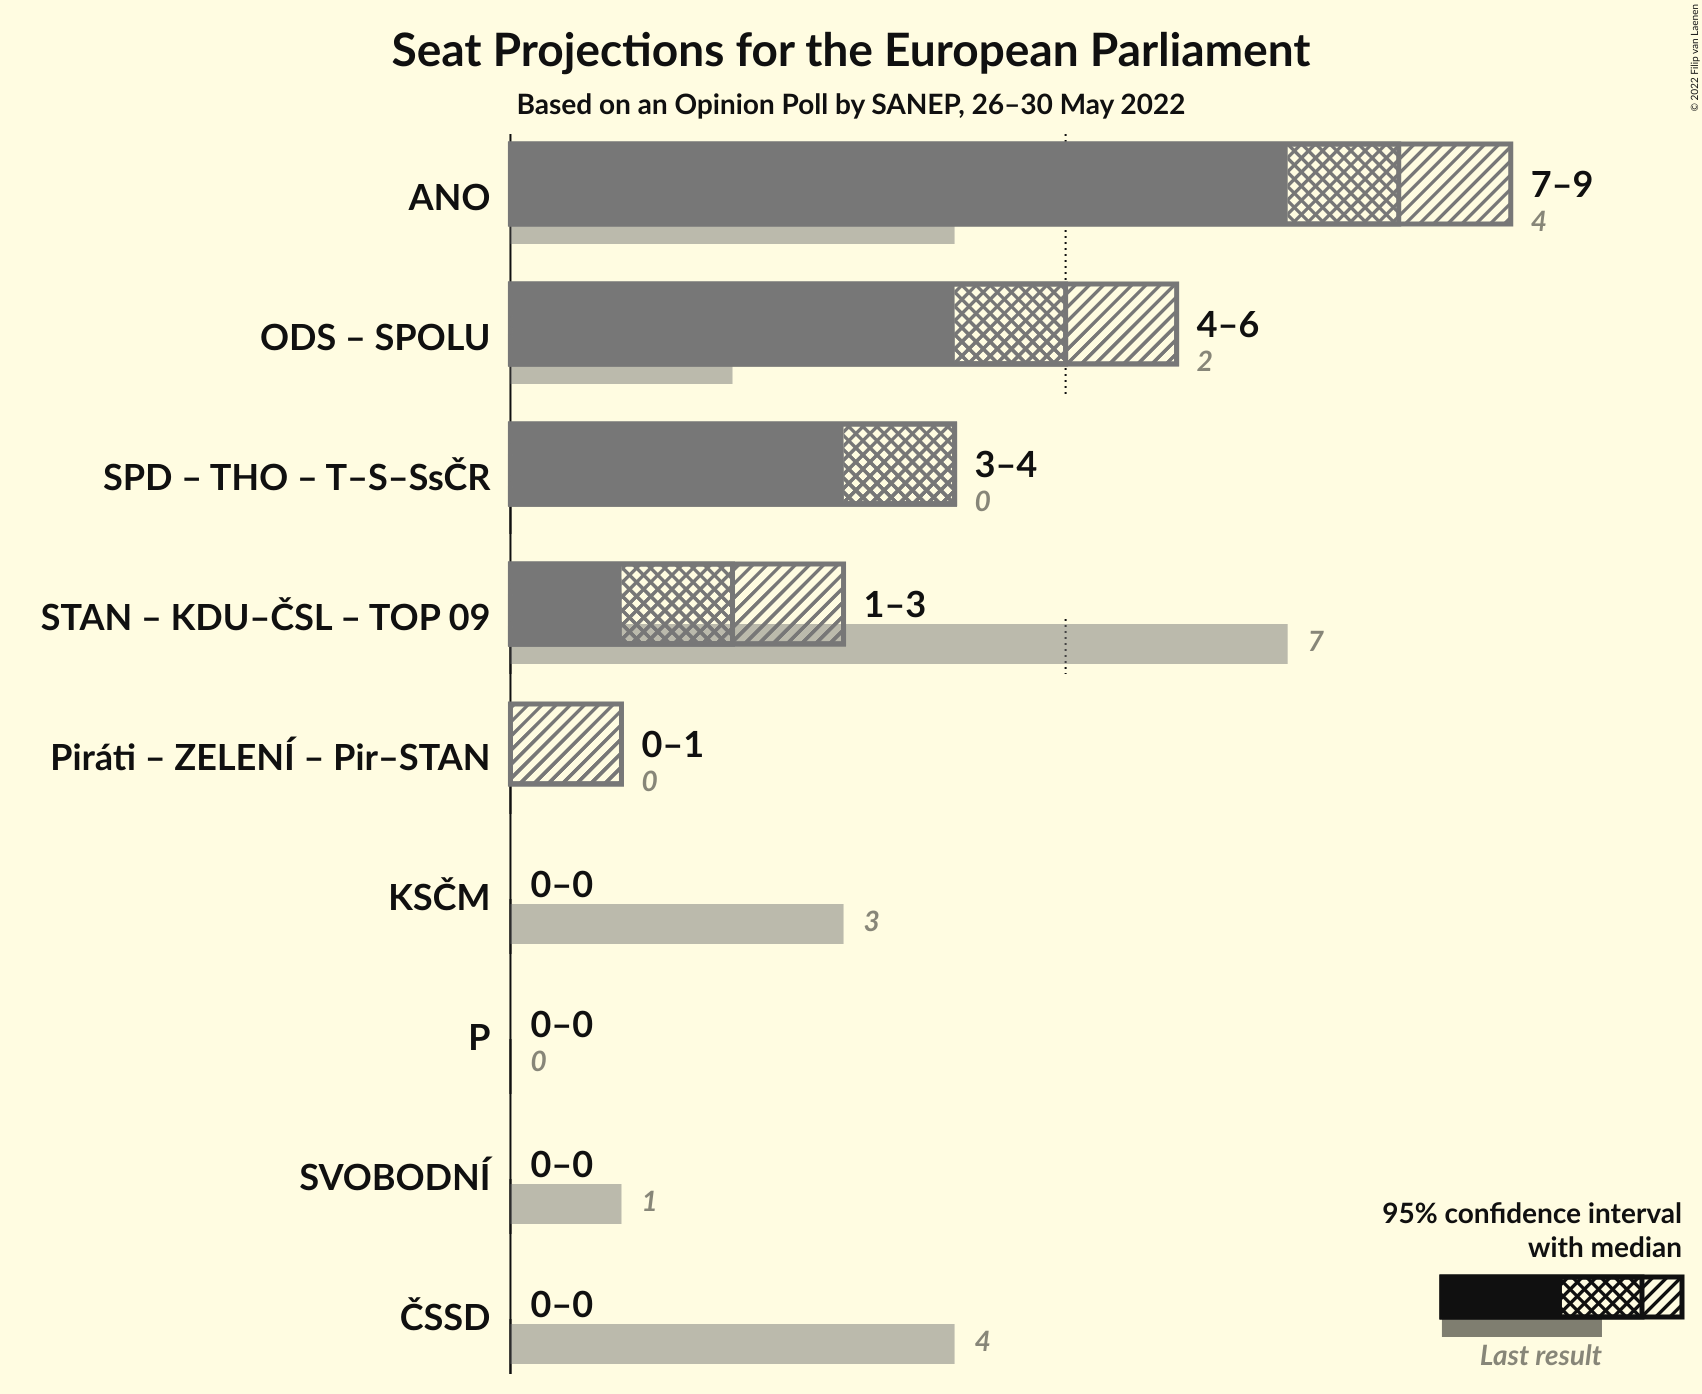 Seat Projections for the European Parliament
Based on an Opinion Poll by SANEP, 26–30 May 2022
© 2022 Filip van Laenen
ANO
7–9
4
ODS – SPOLU
4–6
2
SPD – THO – T–S–SsČR
3–4
0
STAN – KDU–ČSL – TOP 09
1–3
7
Piráti – ZELENÍ – Pir–STAN
0–1
0
KSČM
0–0
3
P
0–0
0
SVOBODNÍ
0–0
1
ČSSD
0–0
4
95% confidence interval
with median
Last result